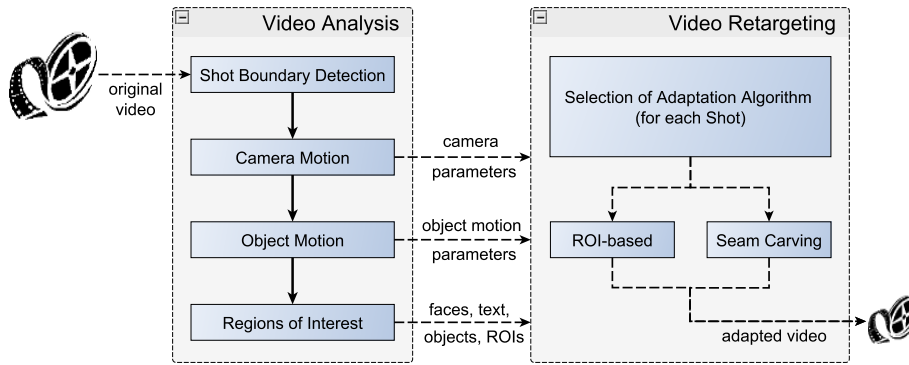 Video Analysis
Shot Boundary Detection
original
video
Camera Motion
camera
parameters
Object Motion
object motion
parameters
Regions of Interest
faces, text,
objects, ROIs
Video Retargeting
Selection of Adaptation Algorithm
(for each Shot)
ROI-based
Seam Carving
adapted video